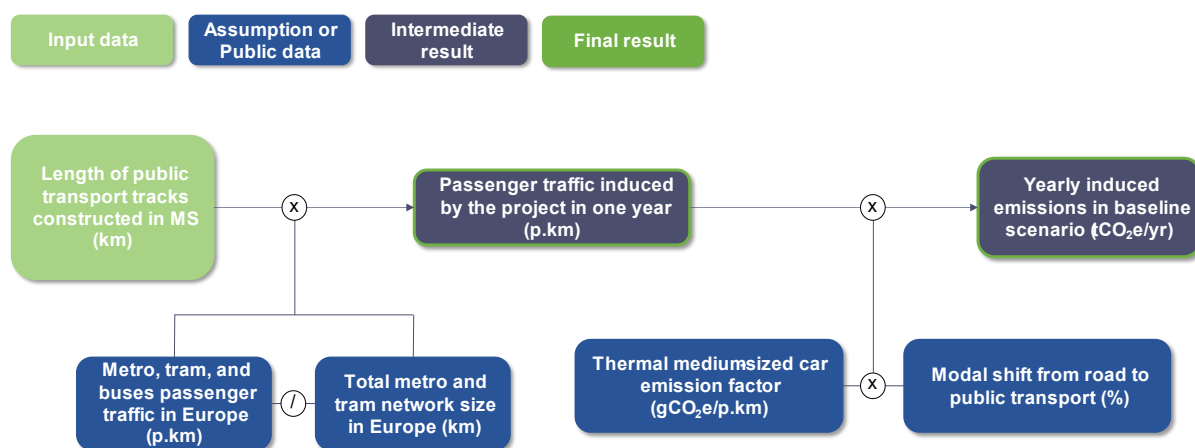 Input data
Assumption or
Public data
Intermediate
result
Final result
Length of public
transport tracks
constructed in MS
(km)
X
Passenger traffic induced
by the project in one year
(p.km)
X
Yearly induced
emissions in baseline
scenario (tCO₂e/yr)
Metro, tram, and
buses passenger
traffic in Europe
(p.km)
/
Total metro and
tram network size
in Europe (km)
Thermal medium-sized car
emission factor
(gCO₂e/p.km)
X
Modal shift from road to
public transport (%)